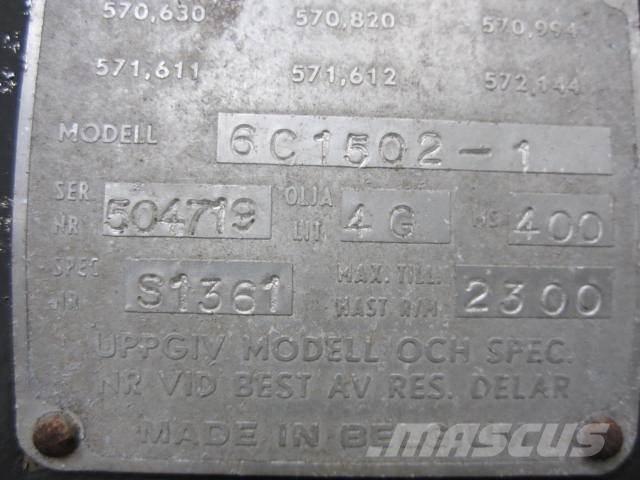 570,630 570,820 570,994
571,611 571,612 572,144
MODELL 6C1502-1
SER NR 504719 OLJA LIT. 4G HS 400
SPEC NR S1361 MAX. TILL. HAST R/M 2300
UPPGIV MODELL OCH SPEC.
NR VID BEST AV RES. DELAR
MADE IN
MASCUS